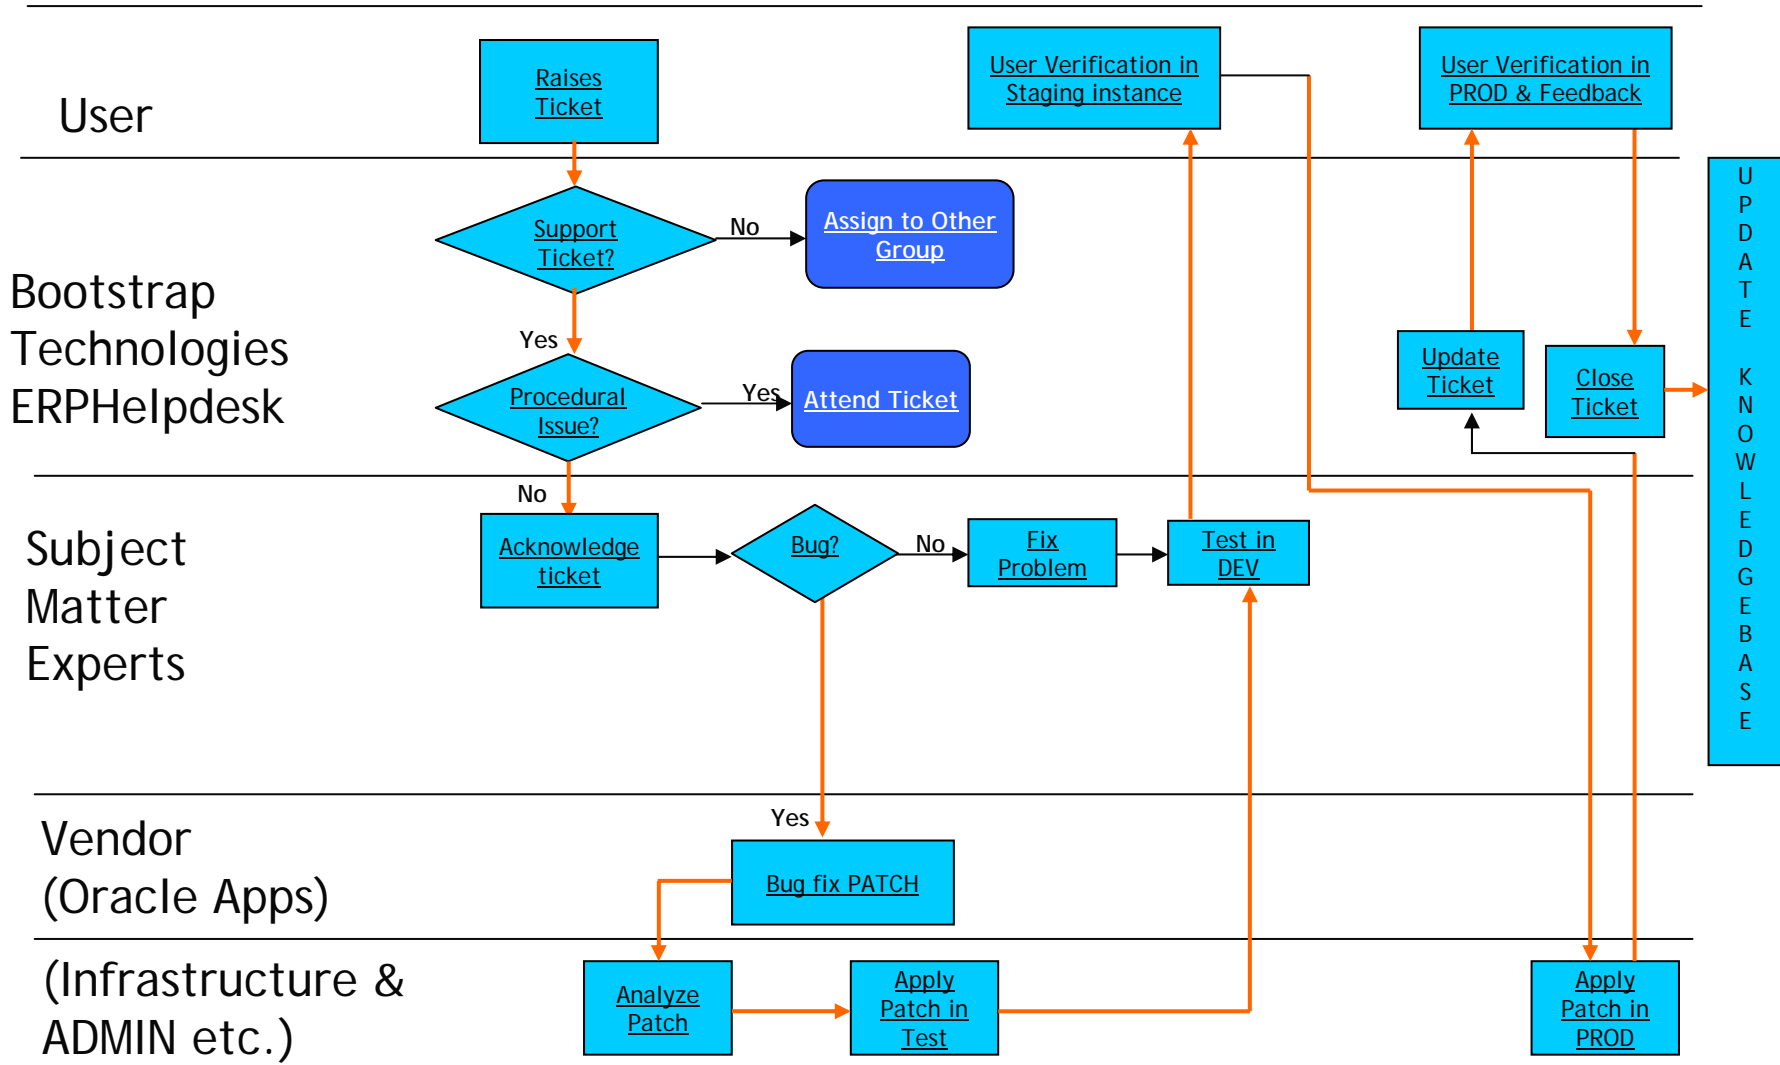 User
Raises
Ticket
User Verification in
Staging instance
User Verification in
PROD & Feedback
Bootstrap
Technologies
ERPHelpdesk
Support
Ticket?
No
Assign to Other
Group
Yes
Procedural
Issue?
Yes
Attend Ticket
Update
Ticket
Close
Ticket
U
P
D
A
T
E
K
N
O
W
L
E
D
G
E
B
A
S
E
Subject
Matter
Experts
No
Acknowledge
ticket
Bug?
No
Fix
Problem
Test in
DEV
Vendor
(Oracle Apps)
Yes
Bug fix PATCH
(Infrastructure &
ADMIN etc.)
Analyze
Patch
Apply
Patch in
Test
Apply
Patch in
PROD